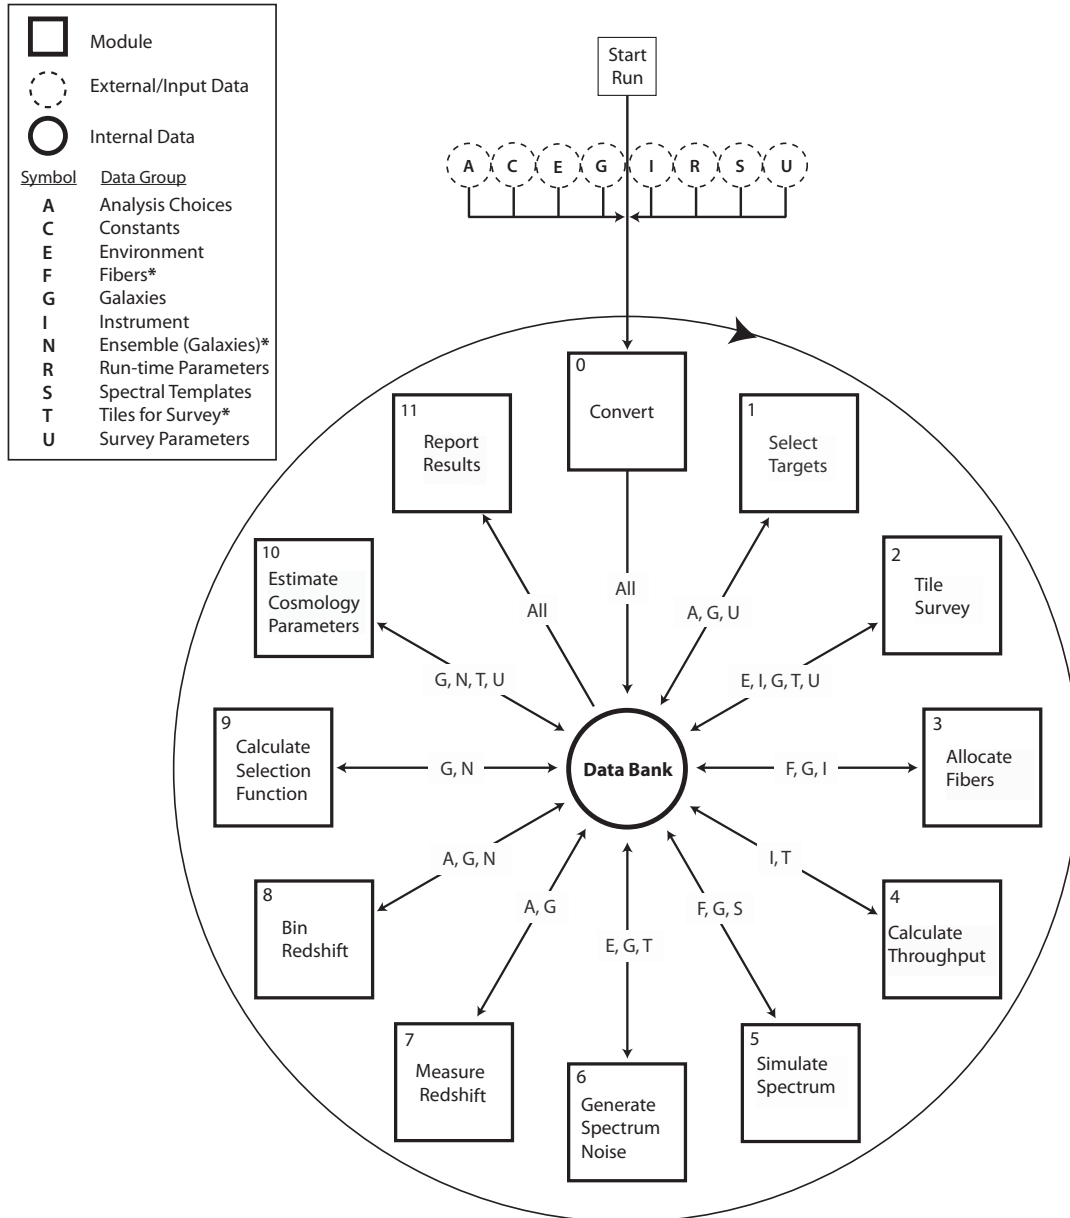 Module
External/Input Data
Internal Data
Symbol Data Group
A Analysis Choices
C Constants
E Environment
F Fibers*
G Galaxies
I Instrument
N Ensemble (Galaxies)*
R Run-time Parameters
S Spectral Templates
T Tiles for Survey*
U Survey Parameters
Start
Run
A C E G I R S U
0
Convert
1
Select
Targets
2
Tile
Survey
3
Allocate
Fibers
4
Calculate
Throughput
5
Simulate
Spectrum
6
Generate
Spectrum
Noise
7
Measure
Redshift
8
Bin
Redshift
9
Calculate
Selection
Function
10
Estimate
Cosmology
Parameters
11
Report
Results
All
A, G, U
E, I, G, T, U
F, G, I
I, T
F, G, S
E, G, T
A, G
A, G, N
G, N
G, N, T, U
All
Data Bank